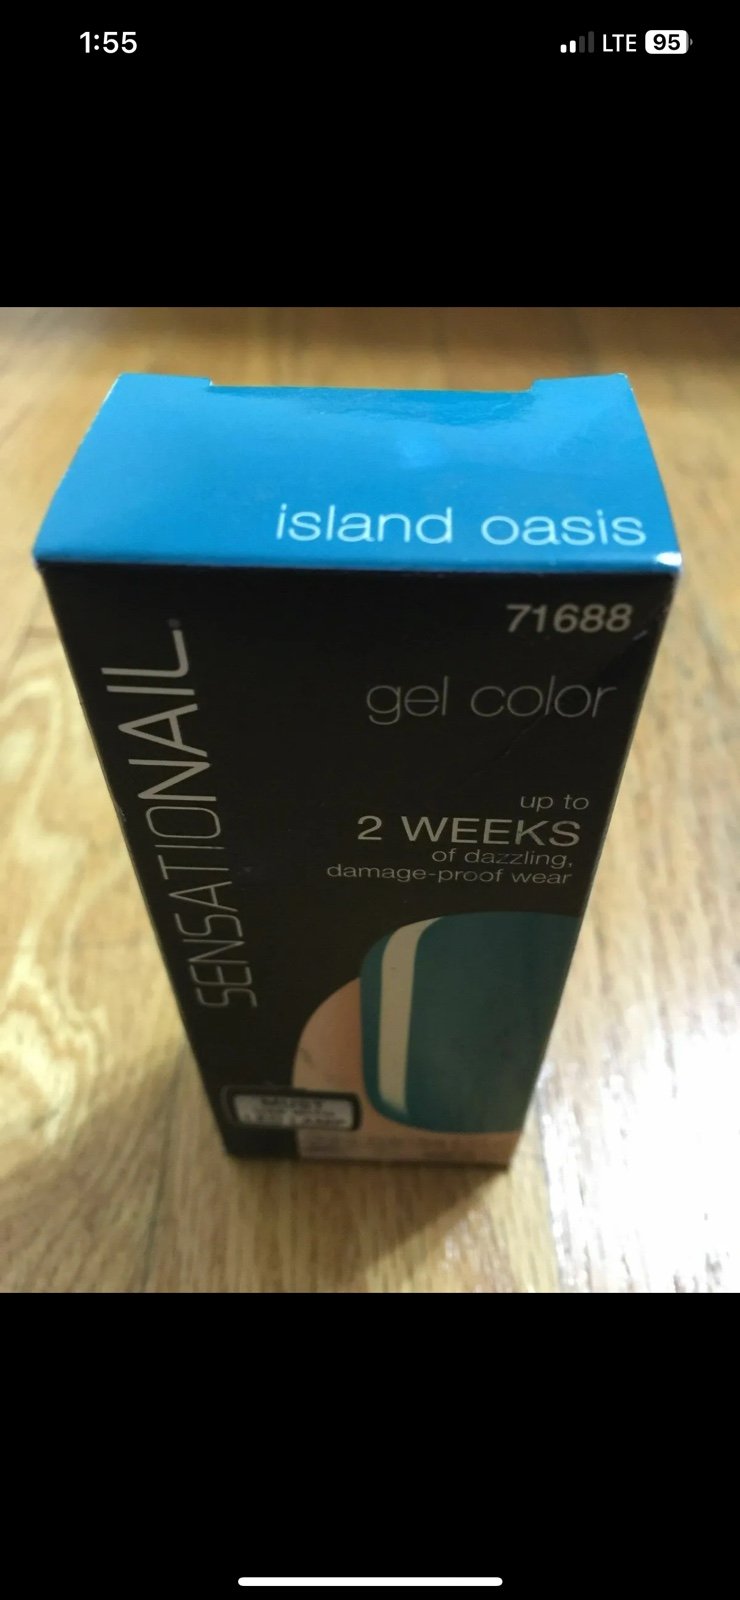 1:55
LTE 95
island oasis
71688
gel color
SENSATIONAIL
up to
2 WEEKS
of dazzling,
damage-proof wear